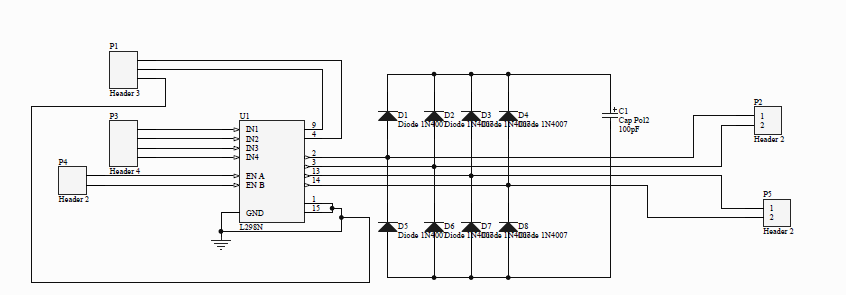 P1
Header 3
P3
Header 4
P4
Header 2
U1
IN1
IN2
IN3
IN4
EN A
EN B
GND
L298N
9
4
2
3
13
14
1
15
D1
Diode 1N4007
D2
Diode 1N4007
D3
Diode 1N4007
D4
Diode 1N4007
D5
Diode 1N4007
D6
Diode 1N4007
D7
Diode 1N4007
D8
Diode 1N4007
+
C1
Cap Pol2
100pF
P2
1
2
Header 2
P5
1
2
Header 2